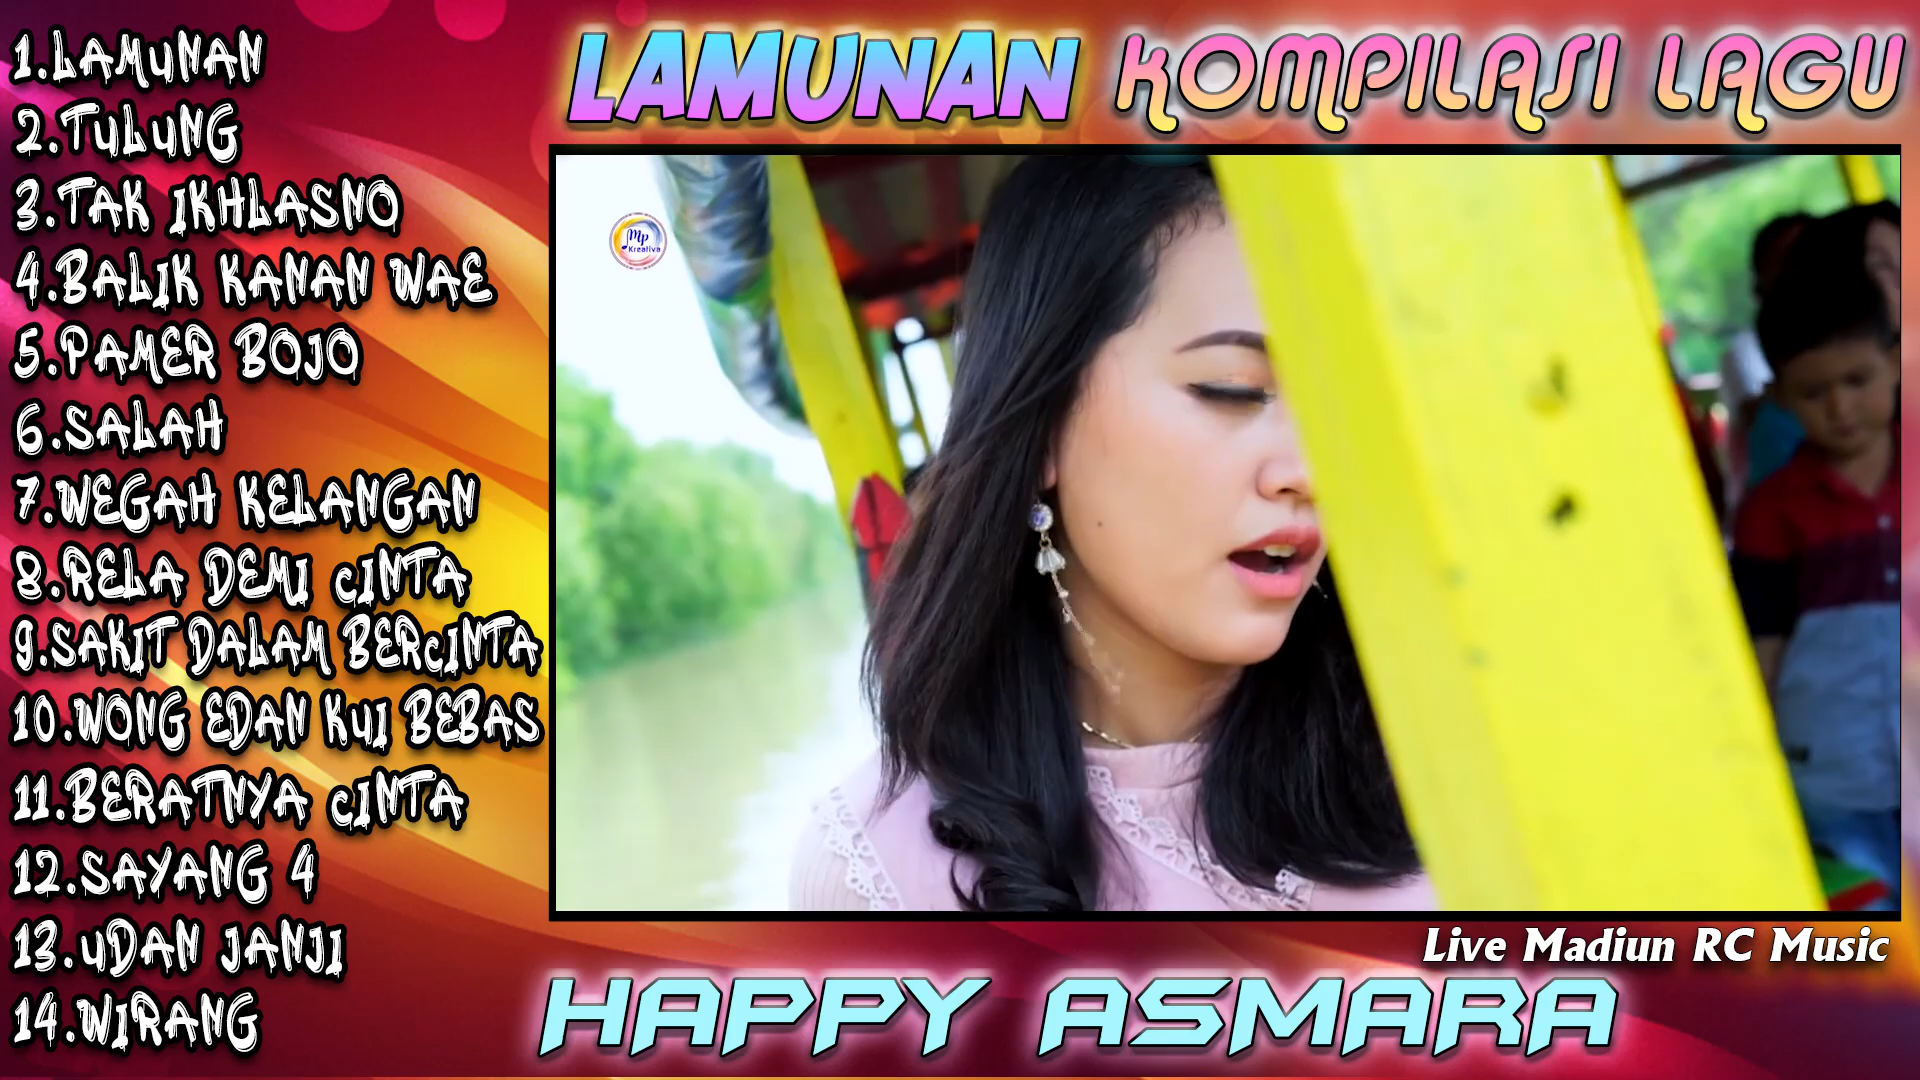 LAMUNAN KOMPILASI LAGU
1.LAMUNAN
2.TULUNG
3.TAK IKHLASNO
4.BALIK KANAN WAE
5.PAMER BOJO
6.SALAH
7.WEGAH KELANGAN
8.RELA DEMI CINTA
9.SAKIT DALAM BERCINTA
10.WONG EDAN KUI BEBAS
11.BERATNYA CINTA
12.SAYANG 4
13.UDAN JANJI
14.WIRANG
Mp
Kreativa
Live Madiun RC Music
HAPPY ASMARA